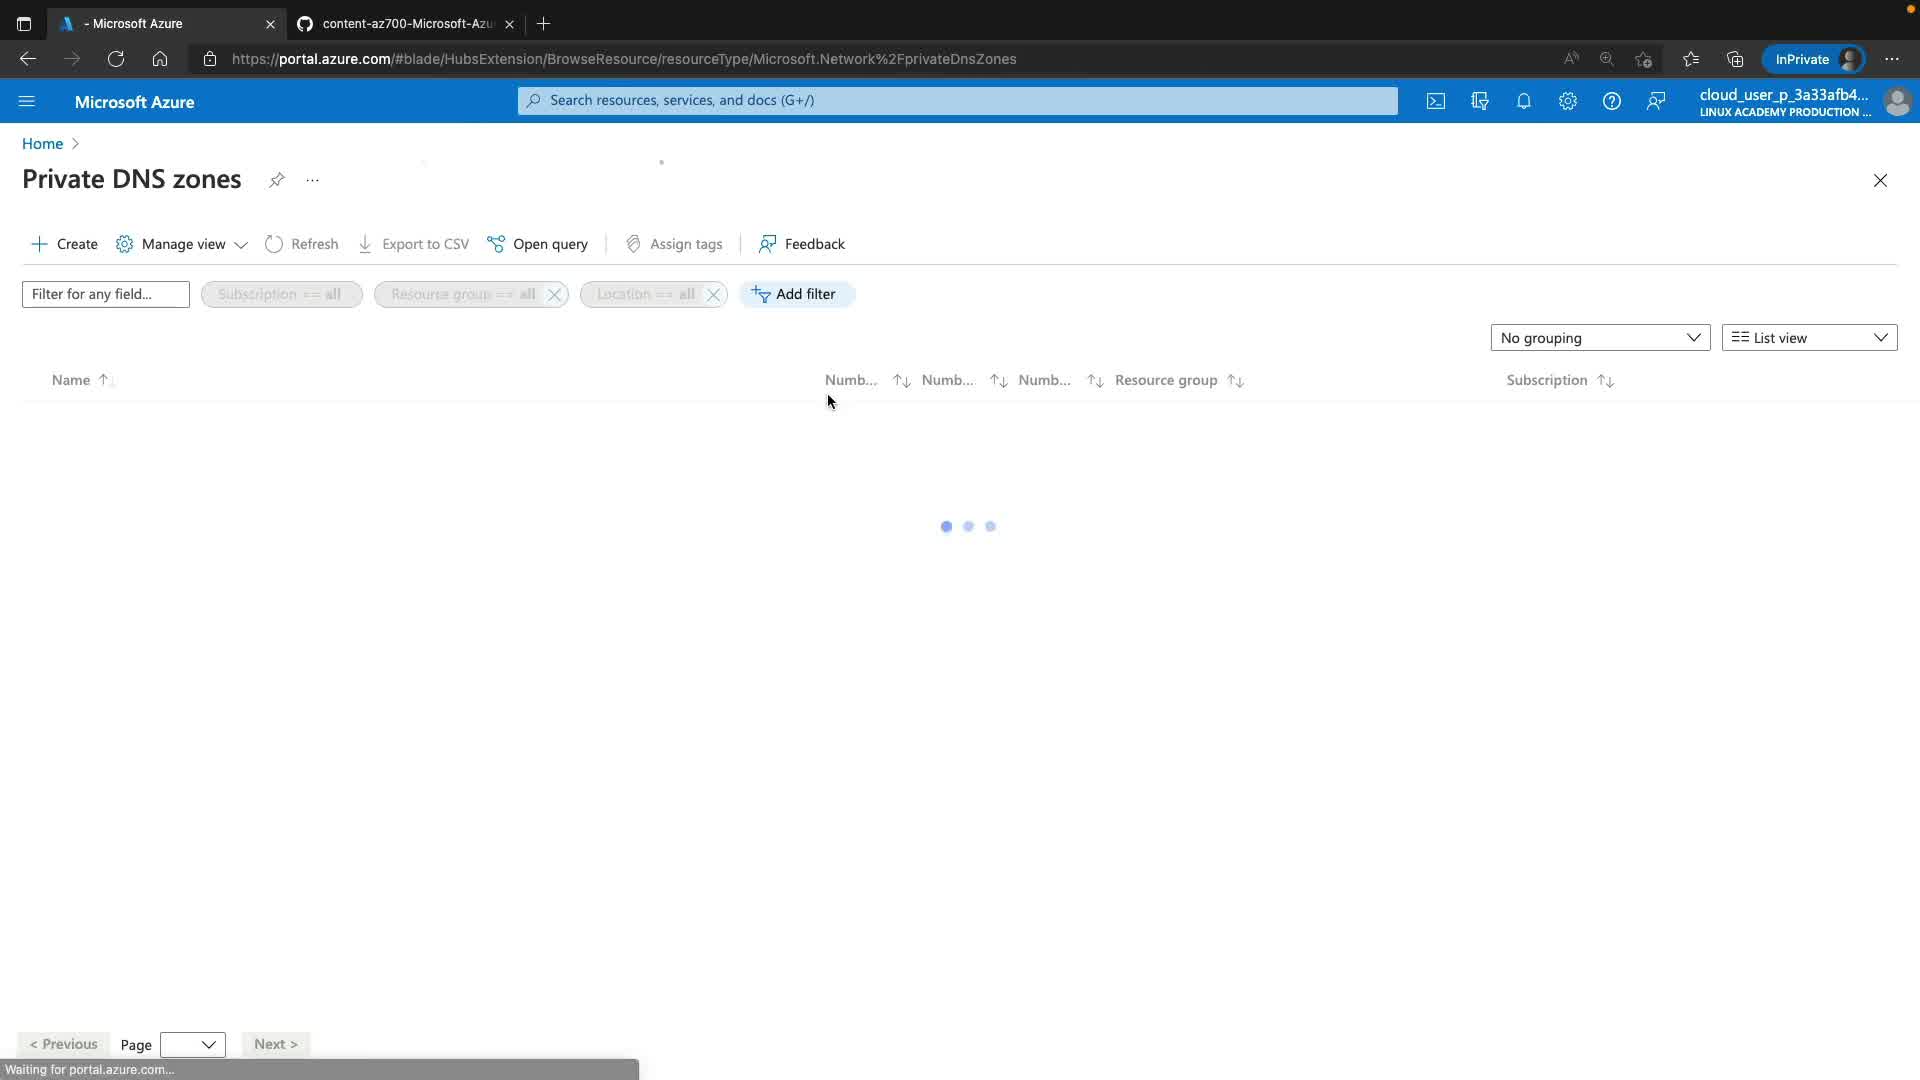 - Microsoft Azure
content-az700-Microsoft-Azu
https://portal.azure.com/#blade/HubsExtension/BrowseResource/resourceType/Microsoft.Network%2FprivateDnsZones
InPrivate
Microsoft Azure
Search resources, services, and docs (G+/)
cloud_user_p_3a33afb4...
LINUX ACADEMY PRODUCTION ...
Home
Private DNS zones
Create
Manage view
Refresh
Export to CSV
Open query
Assign tags
Feedback
Filter for any field...
Subscription == all
Resource group == all
Location == all
Add filter
No grouping
List view
Name
Numb...
Numb...
Numb...
Resource group
Subscription
< Previous
Page
Next >
Waiting for portal.azure.com...